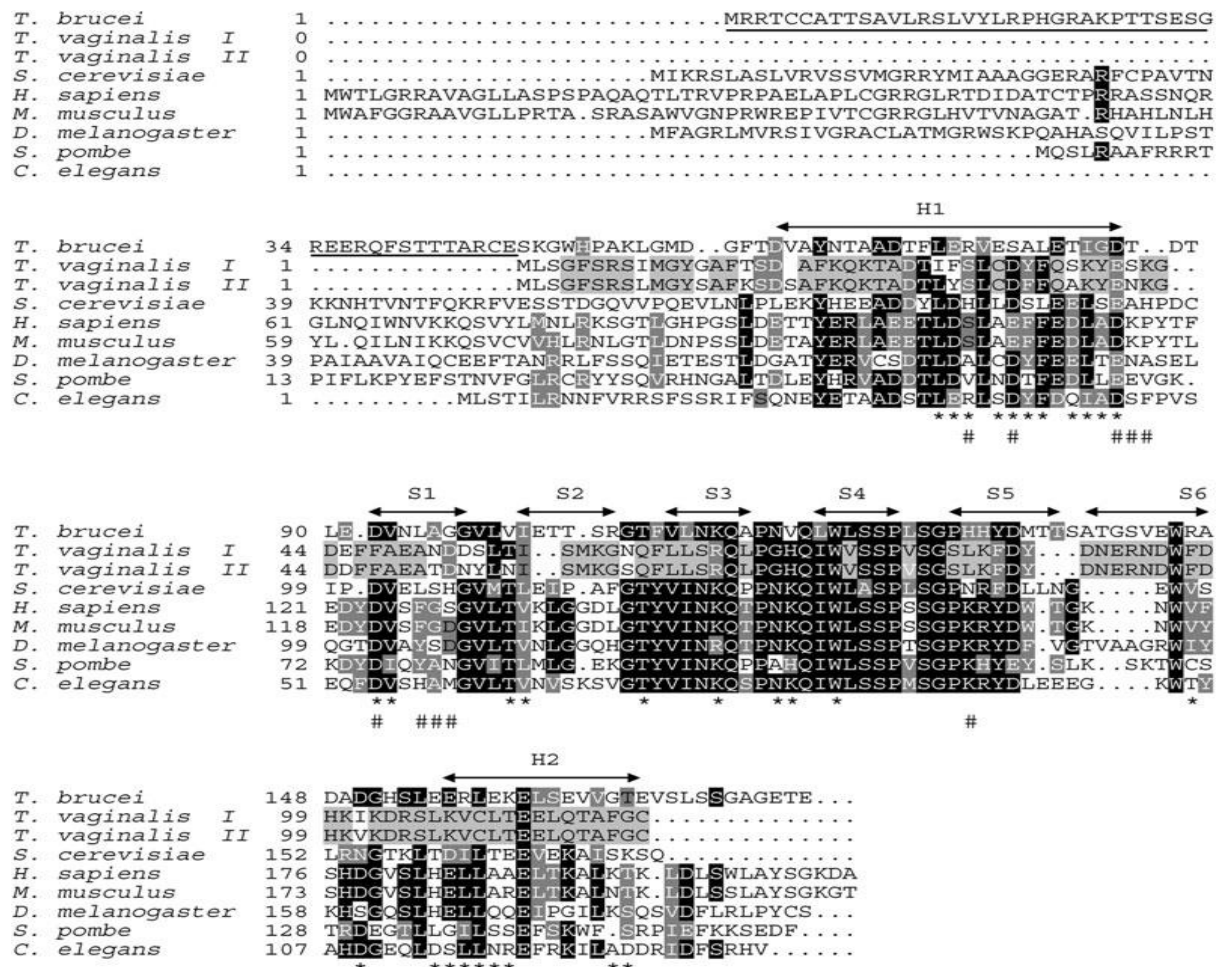 T. brucei 1 .........................MRRTCCATTSAVLRSLVYLRPHGRAKPTTSESG
T. vaginalis I 0 ..........................................................
T. vaginalis II 0 ..........................................................
S. cerevisiae 1 .....................MIKRSLASLVRVSSVMGRRYMIAAAGGERARFCPAVTN
H. sapiens 1 MWTLGRRAVAGLLASPSPAQAQTLTRVPRPAELAPLCGRRGLRTDIDATCTPRRASSNQR
M. musculus 1 MWAFGGRAAVGLLPRTA.SRASAWVGNPRWREPIVTCGRRGLHVTVNAGAT.RHAHLNLH
D. melanogaster 1 .....................MFAGRLMVRSIVGRACLATMGRWSKPQAHASQVILPST
S. pombe 1 .............................................MQSLRAAFRRRT
C. elegans 1 ..........................................................
H1
T. brucei 34 REERQFSTTTARCESKGWHPAKLGMD..GFTDVAYNTAADTFLERVESALETIGDT..DT
T. vaginalis I 1 .............MLSGFSRSIMGYGAFTSD.AFKQKTADTIFSLCDYFQSKYESKG..
T. vaginalis II 1 .............MLSGFSRSLMGYGAFKSDSAFKQKTADTLYSLCDFFQAKYENKG..
S. cerevisiae 39 KKNHTVNTFQKRFVESSTDGQVVPQEVLNLPLEKYHEEADDYLDHLLDSLEELSEAHPDC
H. sapiens 61 GLNQIWNVKKQSVYLMNLRKSGTLGHPGSLDETTYERLAEETLDSLAEFFEDLADKPYTF
M. musculus 59 YL.QILNIKKQSVCVVHLRNLGTLDNPSSLDETAYERLAEETLDSLAEFFEDLADKPYTL
D. melanogaster 39 PAIAAVAIQCEEFTANRRLFSSQIETESTLDGATYERVCSDTLDALCDYFEELTENASEL
S. pombe 13 PIFLKPYEFSTNVFGLRCRYYSQVRHNGALTDLEYHRVADDTLDVLNDTFEDLLEEVGK.
C. elegans 1 .........MLSTILRNNFVRRSFSSRIFSQNEYETAADSTLERLSDYFDQIADSFPVS
**** **** ****
# # ###
S1 S2 S3 S4 S5 S6
T. brucei 90 LE.DVNLAGGVLVIETT.SRGTFVLNKQAPNVQLWLSSPLSGPHHYDMTTSATGSVEWRA
T. vaginalis I 44 DEFFAEANDDSLTI..SMKGNQFLLSRQLPGHQIWVSSPVSGSLKFDY...DNERNDWFD
T. vaginalis II 44 DDFFAEATDNYLNI..SMKGSQFLLSRQLPGHQIWVSSPVSGSLKFDY...DNERNDWFD
S. cerevisiae 99 IP.DVELSHGVMTLEIP.AFGTYVINKQPPNKQIWLASPLSGPNRFDLLNG....EWVS
H. sapiens 121 EDYDVSFGSGVLTVKLGGDLGTYVINKQTPNKQIWLSSPSSGPKRYDW.TGK....NWVF
M. musculus 118 EDYDVSFGDGVLTIKLGGDLGTYVINKQTPNKQIWLSSPSSGPKRYDW.TGK....NWVY
D. melanogaster 99 QGTDVAYSDGVLTVNLGGQHGTYVINRQTPNKQIWLSSPTSGPKRYDF.VGTVAAGRWIY
S. pombe 72 KDYDIQYANGVITLMLG.EKGTYVINKQPPAHQIWLSSPVSGPKHYEY.SLK.SKTWCS
C. elegans 51 EQFDVSHAMGVLTVNVSKSVGTYVINKQSPNKQIWLSSPMSGPKRYDLEEEG....KWTY
** ** * * ** * *
# ### #
H2
T. brucei 148 DADGHSLEERLEKELSEVVGTEVSLSSGAGETE...
T. vaginalis I 99 HKIKDRSLKVCLTEELQTAFGC.............
T. vaginalis II 99 HKVKDRSLKVCLTEELQTAFGC.............
S. cerevisiae 152 LRNGTKLTDILTEEVEKAISKSQ............
H. sapiens 176 SHDGVSLHELLAAELTKALKTK.LDLSWLAYSGKDA
M. musculus 173 SHDGVSLHELLARELTKALNTK.LDLSSLAYSGKGT
D. melanogaster 158 KHSGQSLHELLQQEIPGILKSQSVDFLRLPYCS...
S. pombe 128 TRDEGTLLGILSSEFSKWF.SRPIEFKKSEDF....
C. elegans 107 AHDGEQLDSLLNREFRKILADDRIDFSRHV......
* ****** **